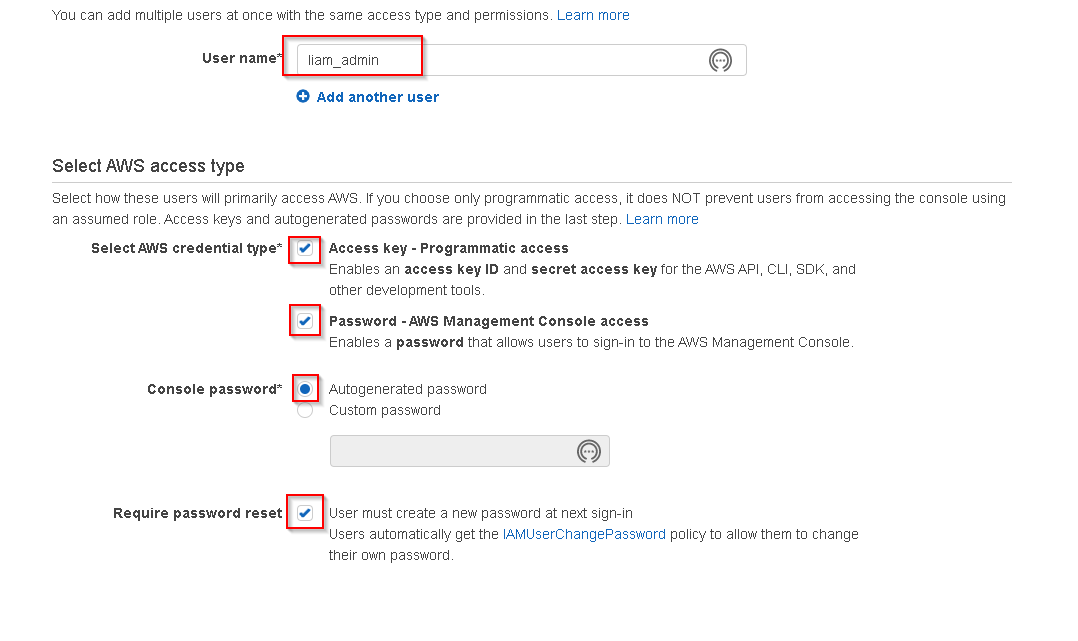 You can add multiple users at once with the same access type and permissions. Learn more
User name* liam_admin
Add another user
Select AWS access type
Select how these users will primarily access AWS. If you choose only programmatic access, it does NOT prevent users from accessing the console using
an assumed role. Access keys and autogenerated passwords are provided in the last step. Learn more
Select AWS credential type* Access key - Programmatic access
Enables an access key ID and secret access key for the AWS API, CLI, SDK, and
other development tools.
Password - AWS Management Console access
Enables a password that allows users to sign-in to the AWS Management Console.
Console password* Autogenerated password
Custom password
Require password reset User must create a new password at next sign-in
Users automatically get the IAMUserChangePassword policy to allow them to change
their own password.